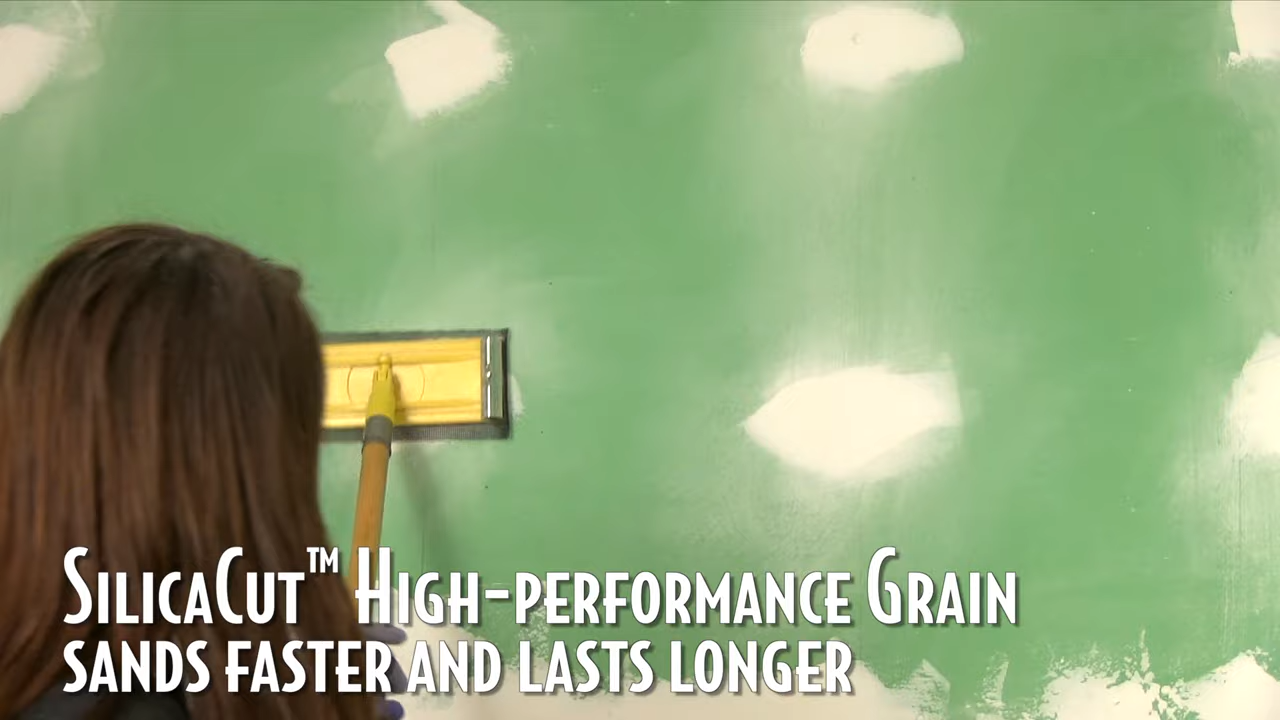 SilicaCut™ High-performance Grain
sands faster and lasts longer